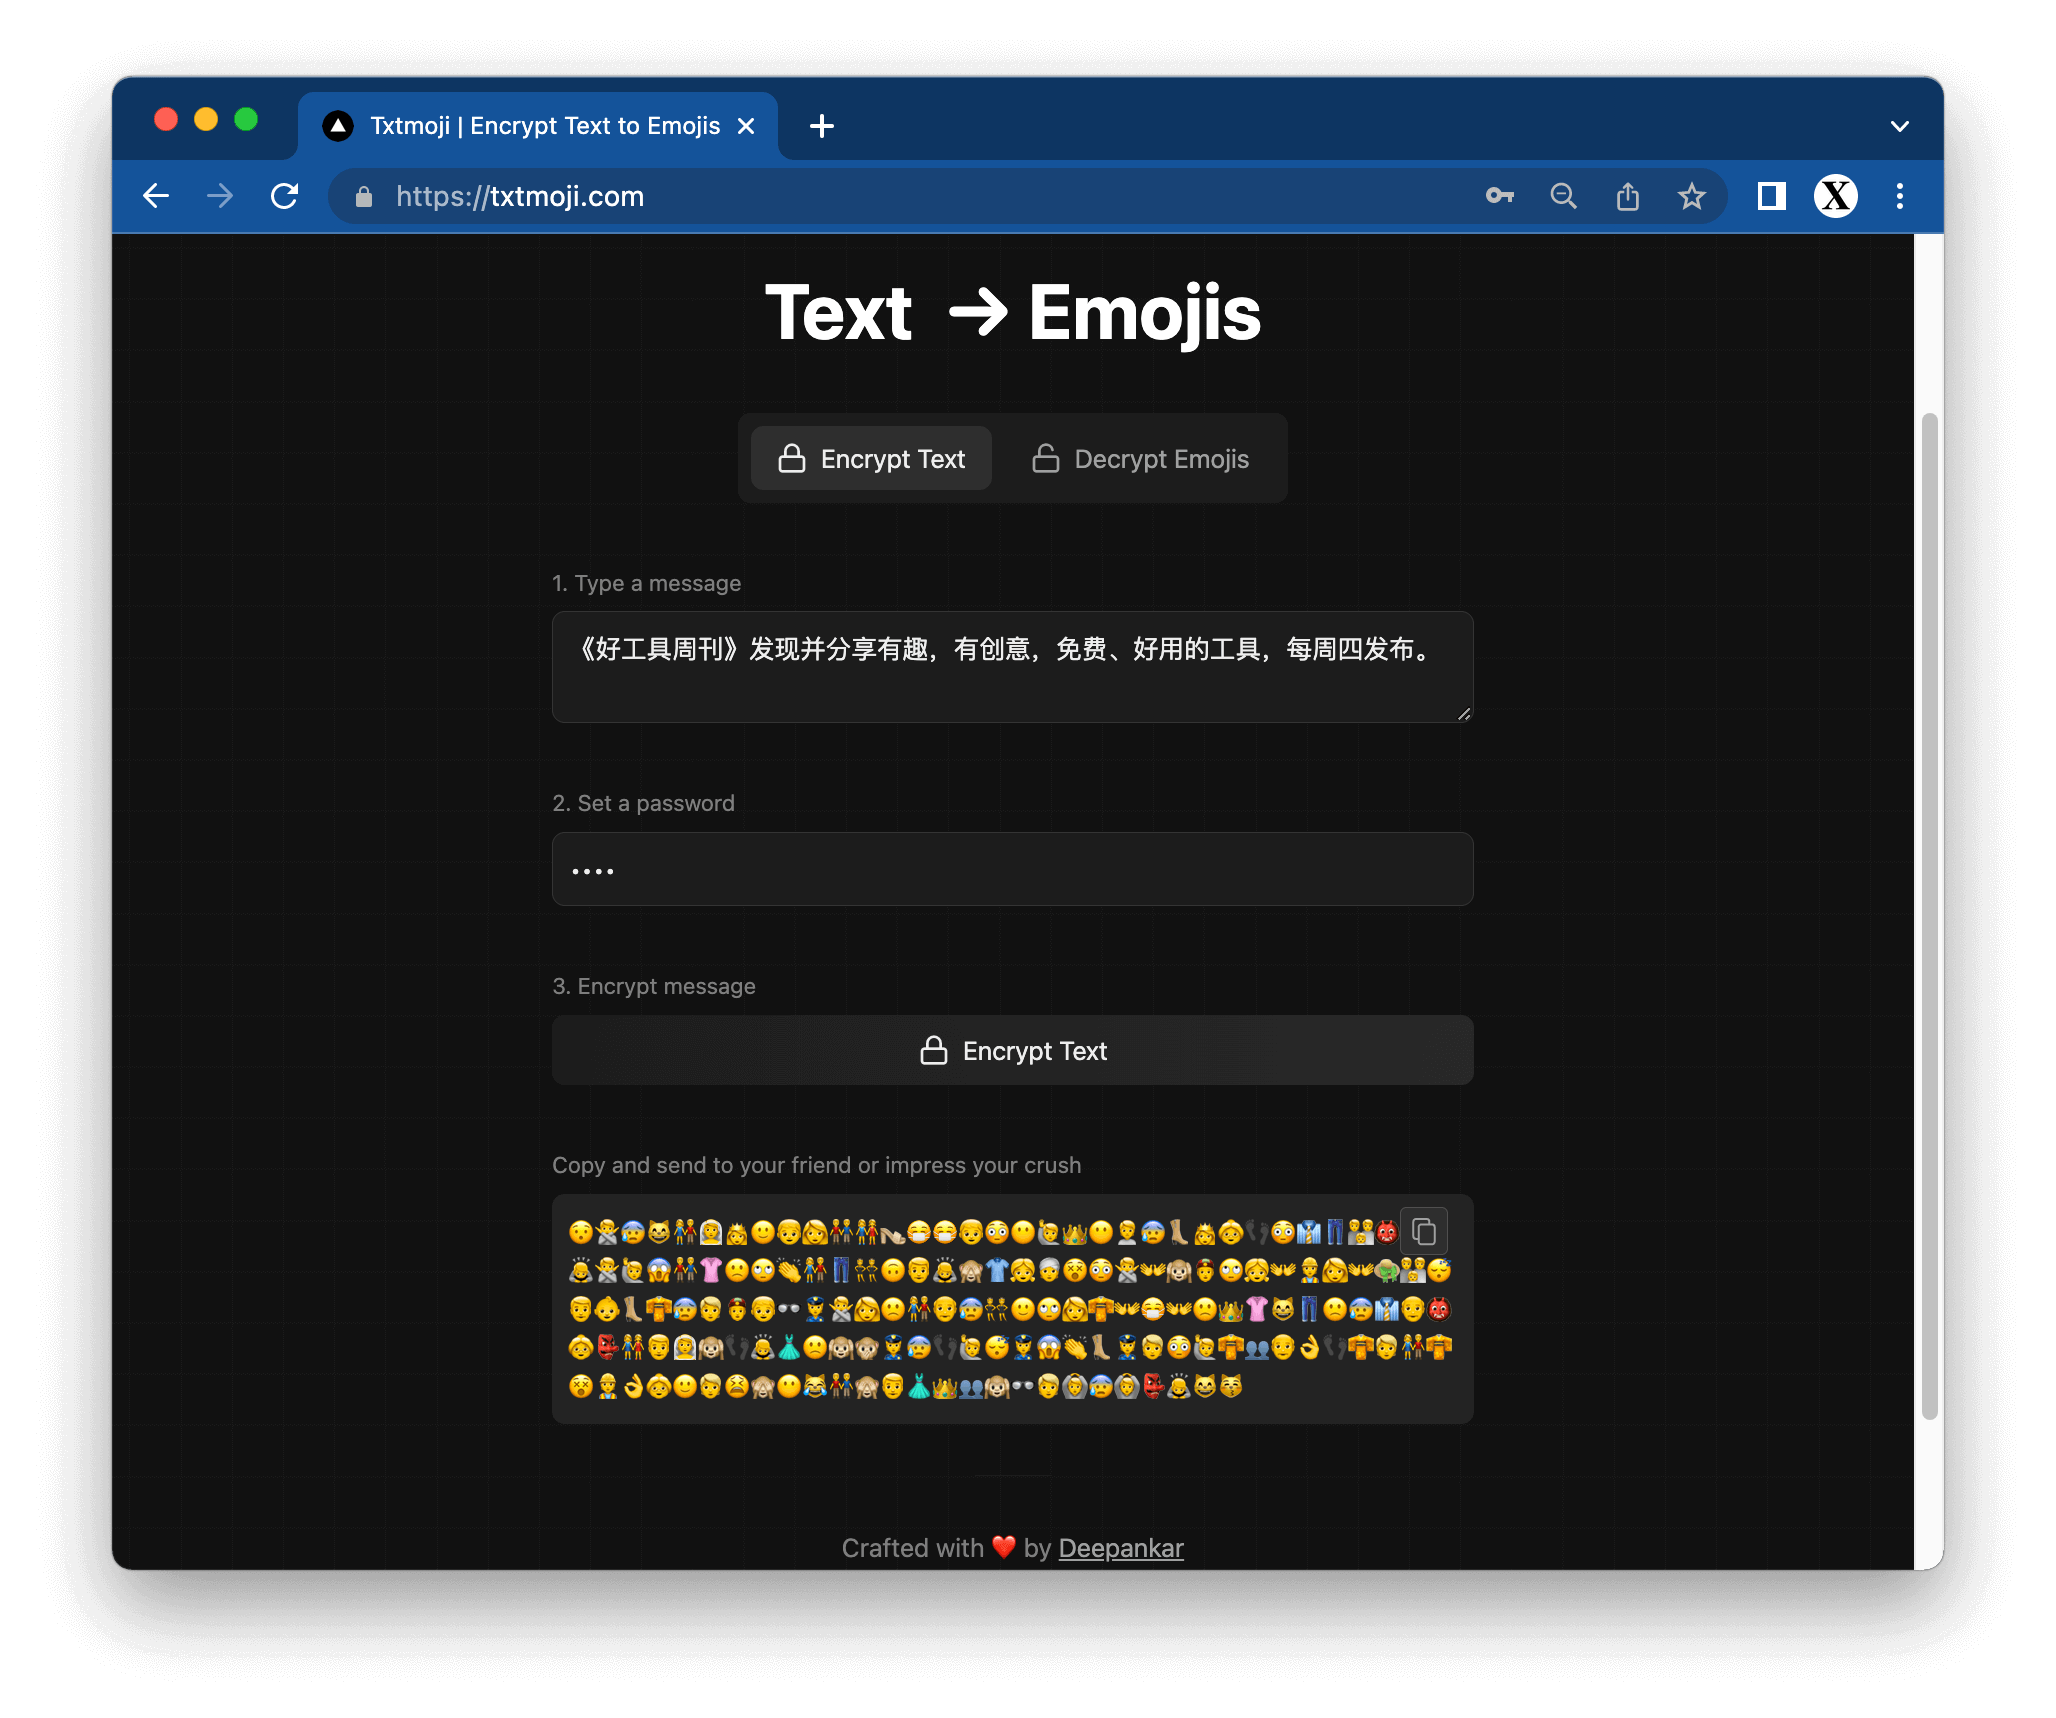 Txtmoji | Encrypt Text to Emojis
https://txtmoji.com
X
Text → Emojis
Encrypt Text
Decrypt Emojis
1. Type a message
《好工具周刊》发现并分享有趣，有创意，免费、好用的工具，每周四发布。
2. Set a password
3. Encrypt message
Encrypt Text
Copy and send to your friend or impress your crush
Crafted with ❤️ by Deepankar